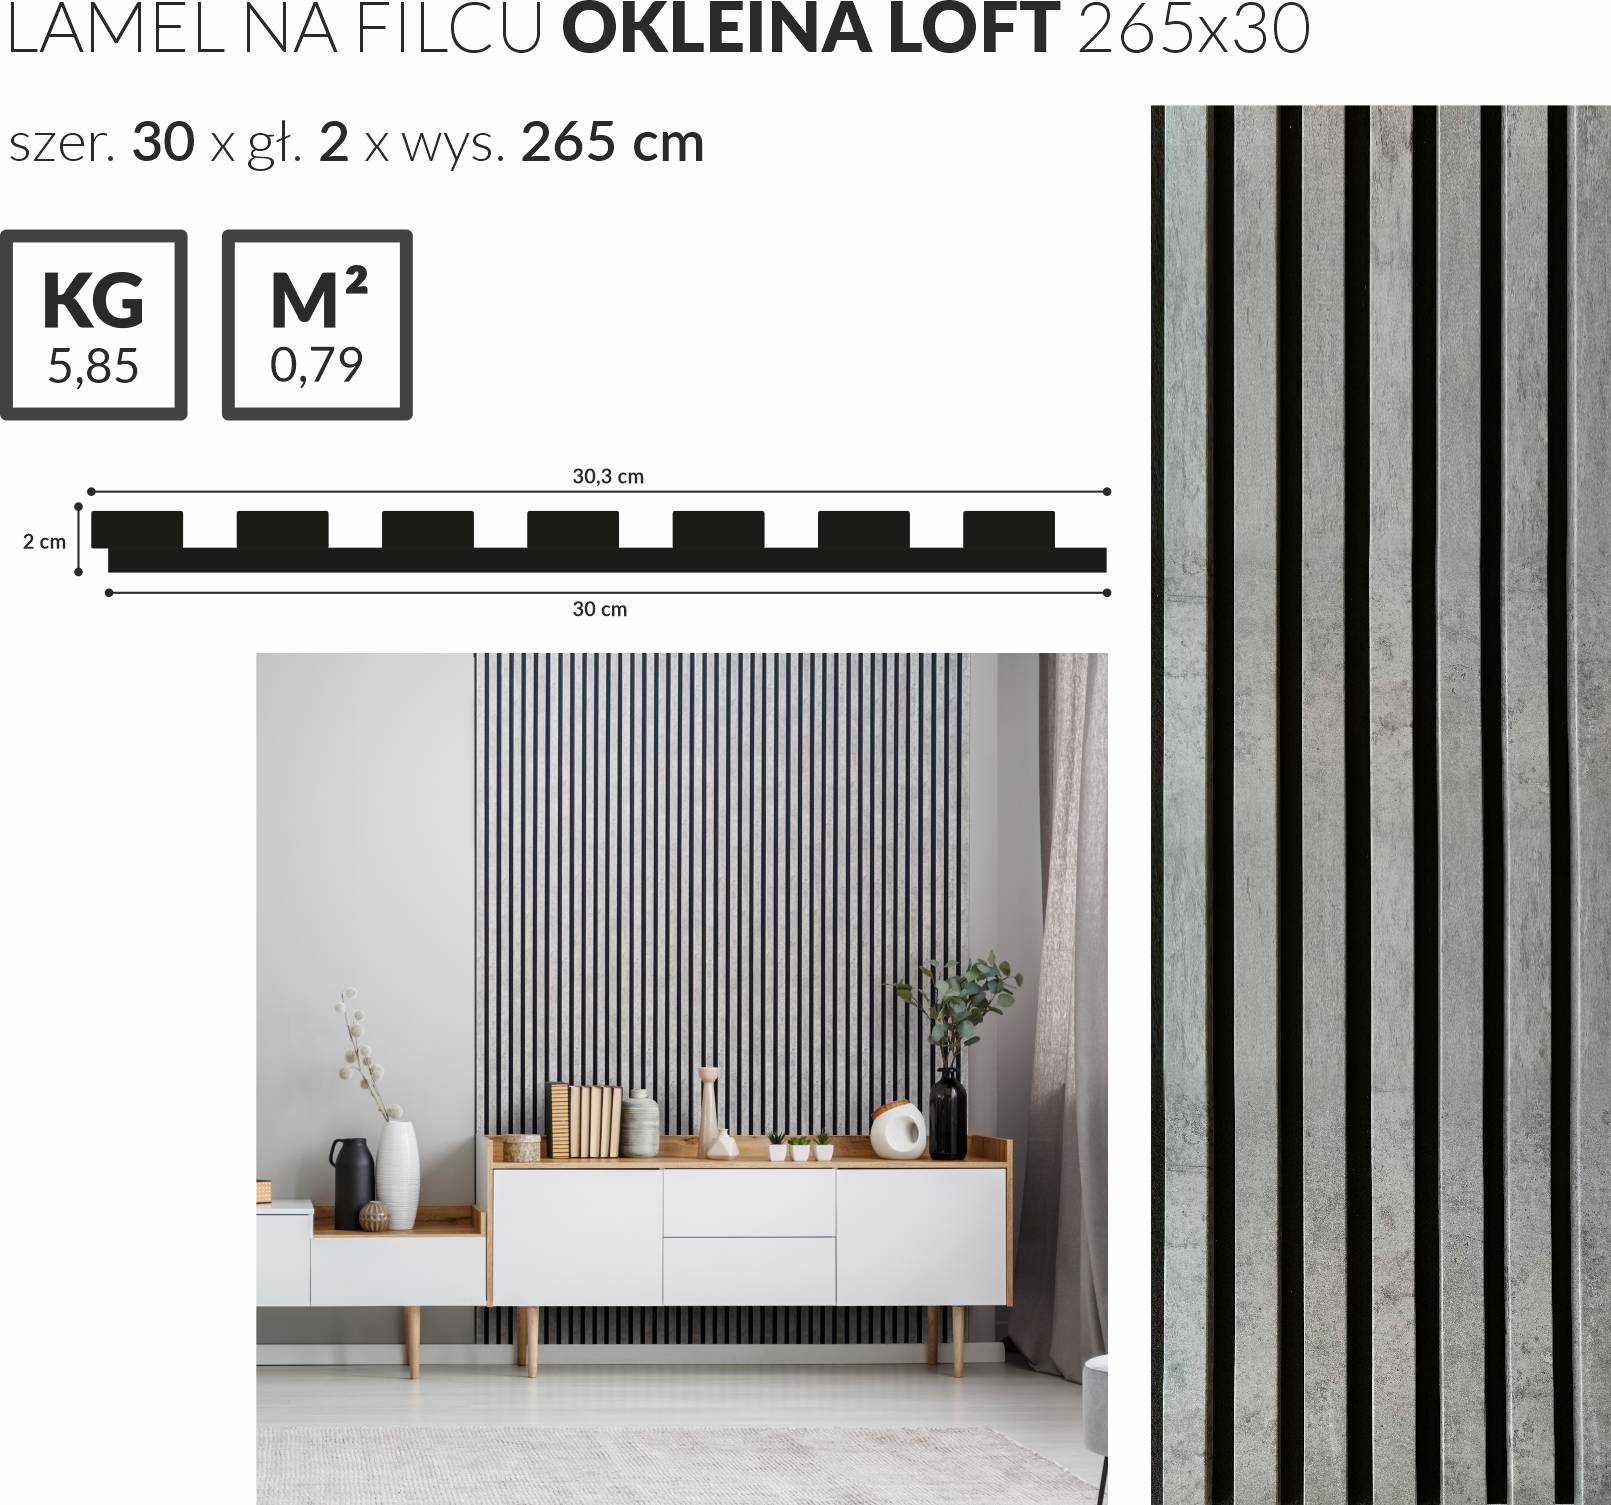 LAMEL NA FILCU OKLEINA LOFT 265x30
szer. 30 x gł. 2 x wys. 265 cm
KG
5,85
M²
0,79
30,3 cm
2 cm
30 cm